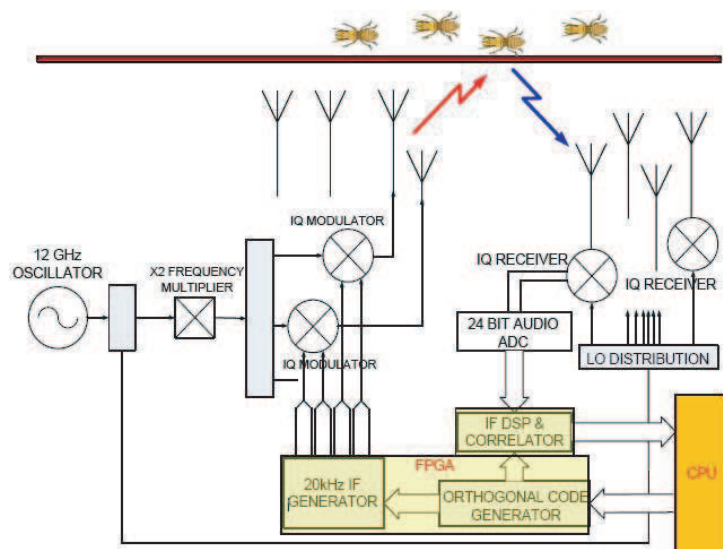 IQ MODULATOR
12 GHz
OSCILLATOR
X2 FREQUENCY
MULTIPLIER
IQ RECEIVER
IQ RECEIVER
24 BIT AUDIO
ADC
LO DISTRIBUTION
IQ MODULATOR
IF DSP &
CORRELATOR
FPGA
CPU
20kHz IF
GENERATOR
ORTHOGONAL CODE
GENERATOR